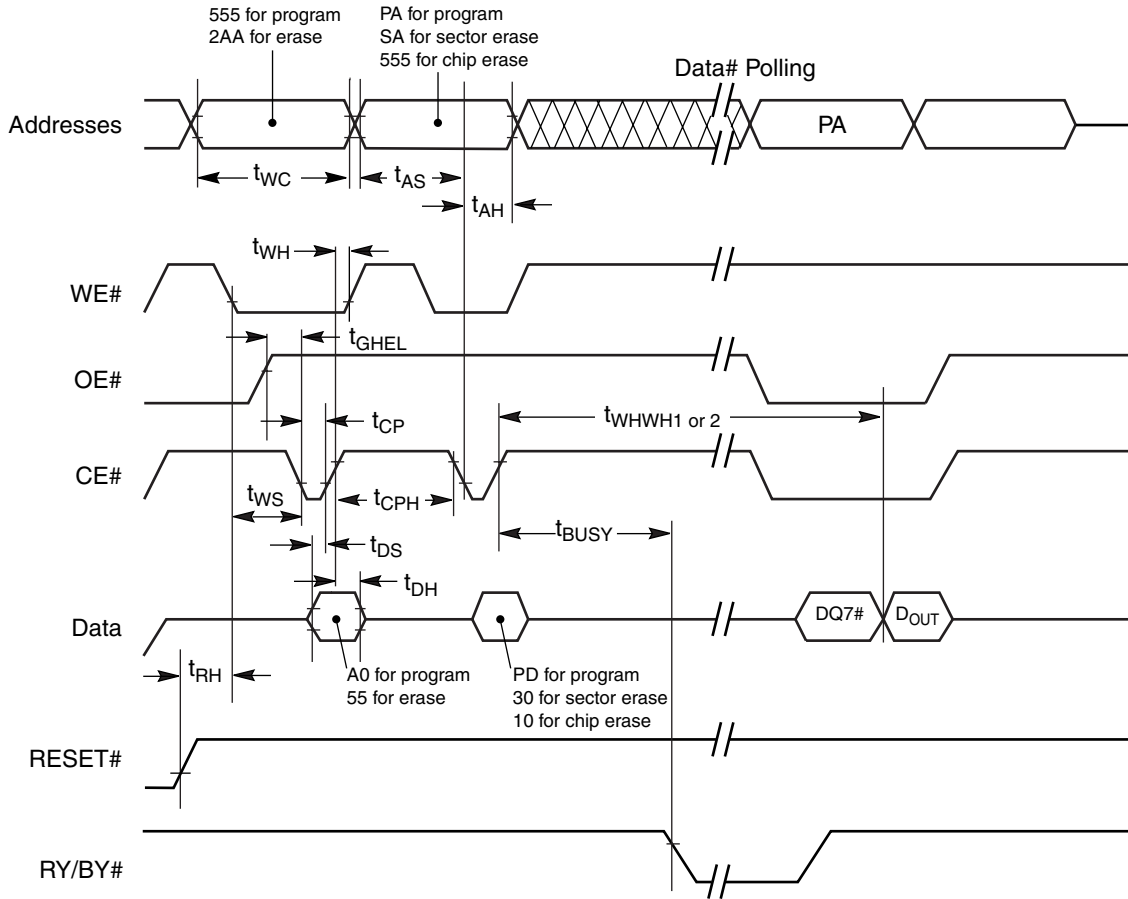 555 for program
2AA for erase
PA for program
SA for sector erase
555 for chip erase
Data# Polling
Addresses
PA
tWC
tAS
tAH
tWH
WE#
tGHEL
OE#
tWHWH1 or 2
tCP
CE#
tWS
tCPH
tBUSY
tDS
tDH
Data
DQ7#
DOUT
tRH
A0 for program
55 for erase
PD for program
30 for sector erase
10 for chip erase
RESET#
RY/BY#